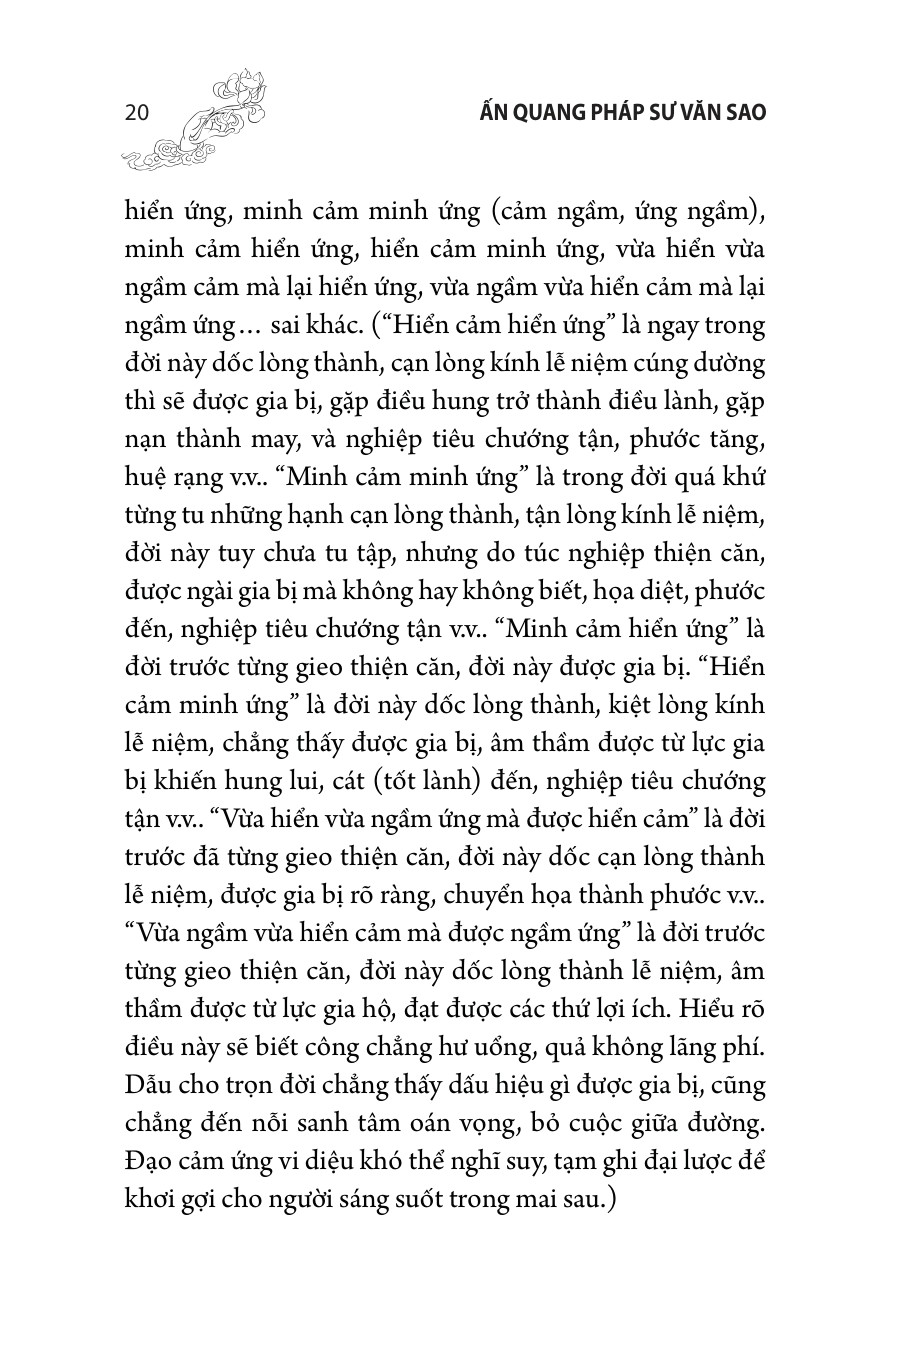 20
ẤN QUANG PHÁP SƯ VĂN SAO
hiển ứng, minh cảm minh ứng (cảm ngầm, ứng ngầm),
minh cảm hiển ứng, hiển cảm minh ứng, vừa hiển vừa
ngầm cảm mà lại hiển ứng, vừa ngầm vừa hiển cảm mà lại
ngầm ứng… sai khác. (“Hiển cảm hiển ứng” là ngay trong
đời này dốc lòng thành, cạn lòng kính lễ niệm cúng dường
thì sẽ được gia bị, gặp điều hung trở thành điều lành, gặp
nạn thành may, và nghiệp tiêu chướng tận, phước tăng,
huệ rạng v.v.. “Minh cảm minh ứng” là trong đời quá khứ
từng tu những hạnh cạn lòng thành, tận lòng kính lễ niệm,
đời này tuy chưa tu tập, nhưng do túc nghiệp thiện căn,
được ngài gia bị mà không hay không biết, họa diệt, phước
đến, nghiệp tiêu chướng tận v.v.. “Minh cảm hiển ứng” là
đời trước từng gieo thiện căn, đời này được gia bị. “Hiển
cảm minh ứng” là đời này dốc lòng thành, kiệt lòng kính
lễ niệm, chẳng thấy được gia bị, âm thầm được từ lực gia
bị khiến hung lui, cát (tốt lành) đến, nghiệp tiêu chướng
tận v.v.. “Vừa hiển vừa ngầm ứng mà được hiển cảm” là đời
trước đã từng gieo thiện căn, đời này dốc cạn lòng thành
lễ niệm, được gia bị rõ ràng, chuyển họa thành phước v.v..
“Vừa ngầm vừa hiển cảm mà được ngầm ứng” là đời trước
từng gieo thiện căn, đời này dốc lòng thành lễ niệm, âm
thầm được từ lực gia hộ, đạt được các thứ lợi ích. Hiểu rõ
điều này sẽ biết công chẳng hư uổng, quả không lãng phí.
Dẫu cho trọn đời chẳng thấy dấu hiệu gì được gia bị, cũng
chẳng đến nỗi sanh tâm oán vọng, bỏ cuộc giữa đường.
Đạo cảm ứng vi diệu khó thể nghĩ suy, tạm ghi đại lược để
khơi gợi cho người sáng suốt trong mai sau.)